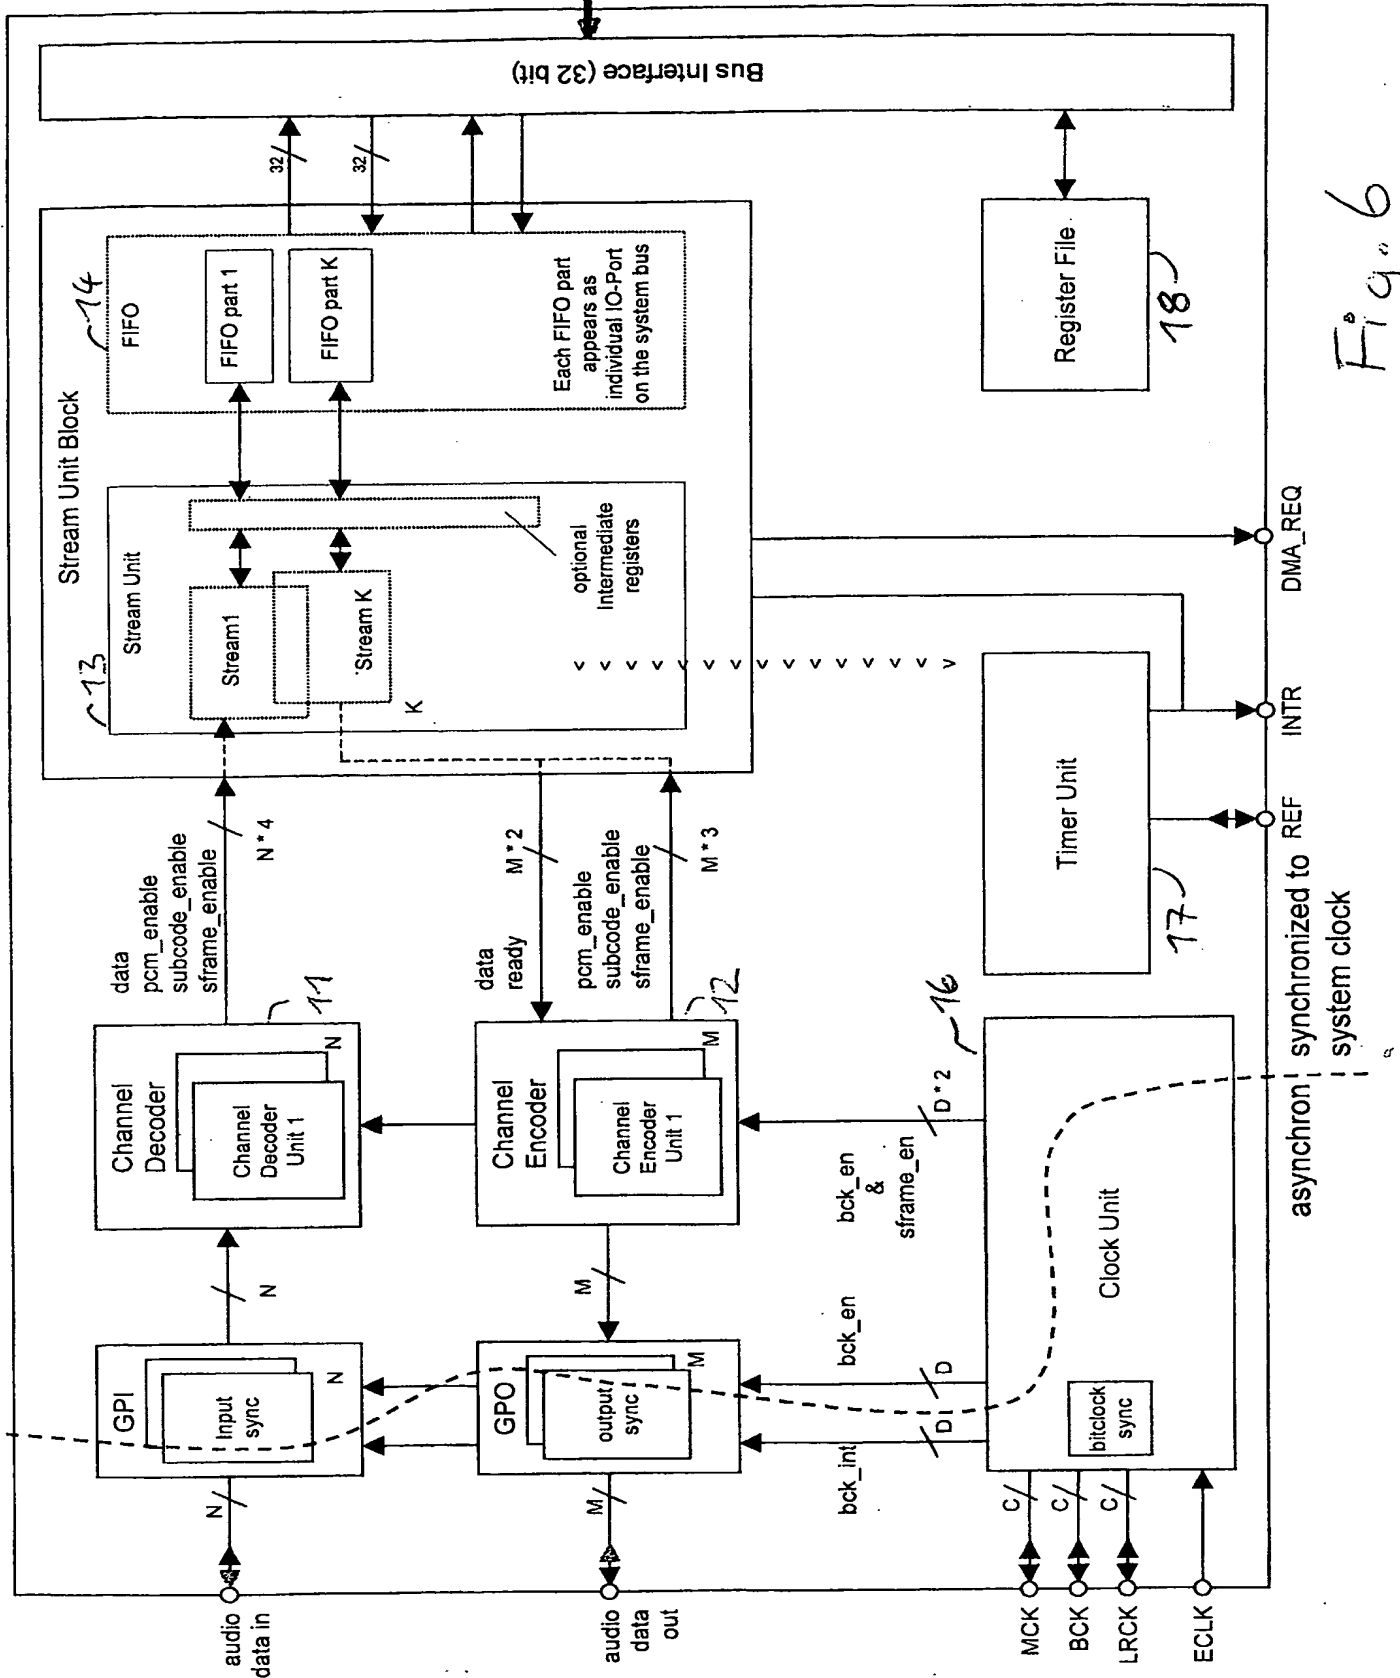 Bus Interface (32 bit)
Stream Unit Block
14
FIFO
FIFO part 1
FIFO part K
Each FIFO part
appears as
individual IO-Port
on the system bus
32
32
13
Stream Unit
Stream1
Stream K
K
optional
Intermediate
registers
Register File
18
Fig. 6
DMA_REQ
INTR
REF
Timer Unit
17
data
pcm_enable
subcode_enable
sframe_enable
N * 4
data
ready
M * 2
pcm_enable
subcode_enable
sframe_enable
M * 3
Channel
Decoder
Channel
Decoder
Unit 1
N
11
Channel
Encoder
Channel
Encoder
Unit 1
M
12
16
Clock Unit
bitclock
sync
bck_en
&
sframe_en
D * 2
asynchron
synchronized to
system clock
GPI
Input
sync
N
N
N
GPO
output
sync
M
M
M
bck_en
D
bck_int
D
audio
data in
audio
data
out
C
C
C
MCK
BCK
LRCK
ECLK